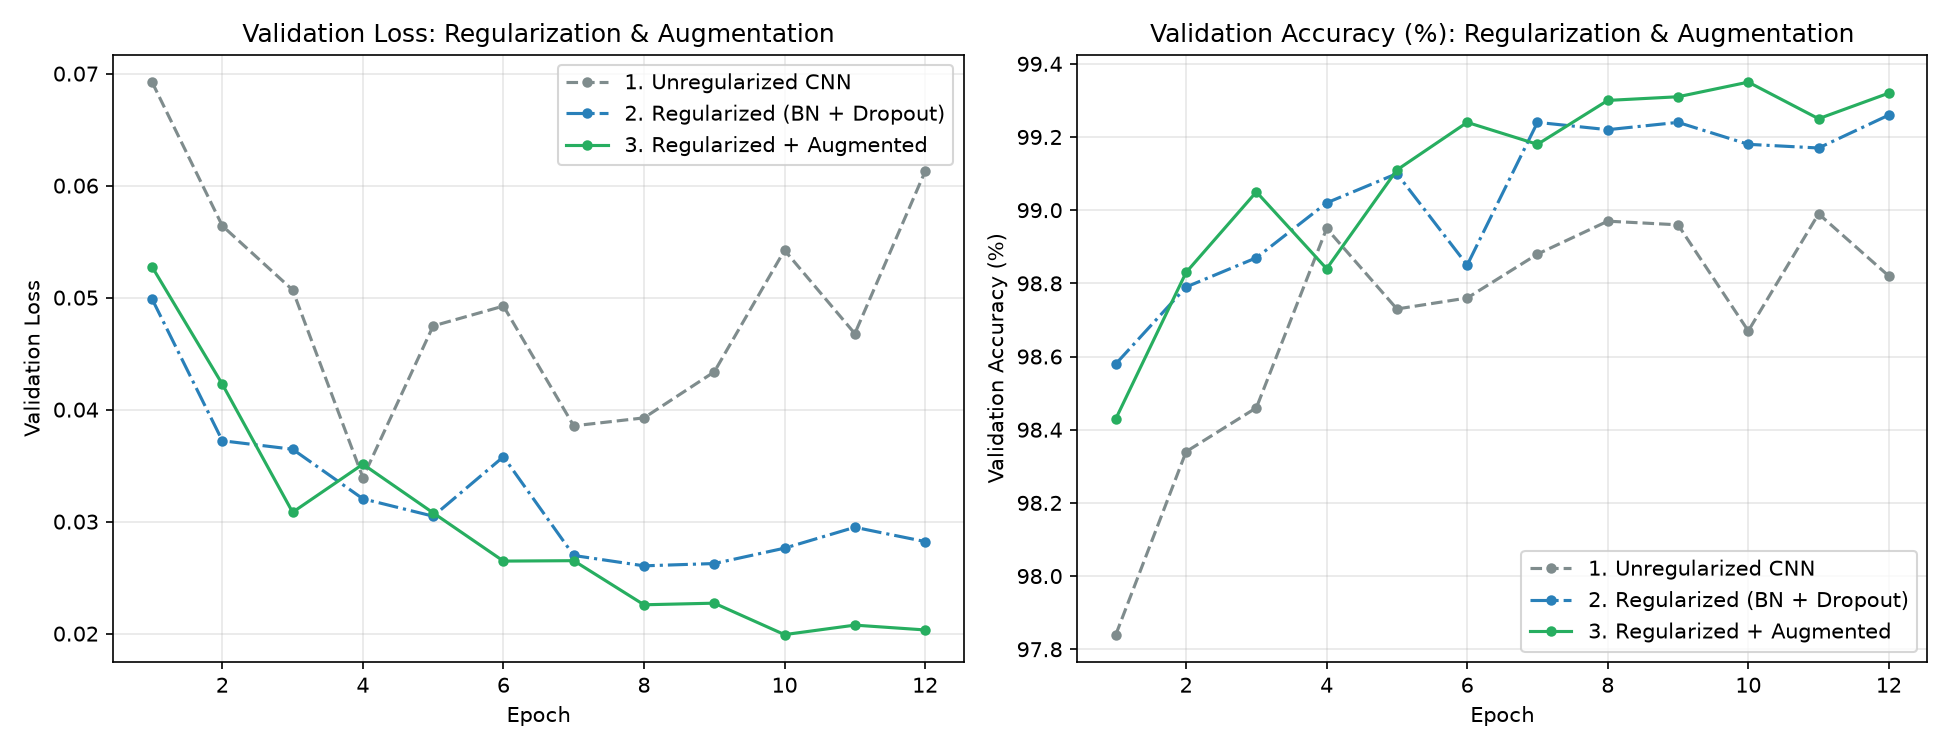 Validation Loss: Regularization & Augmentation
0.07
0.06
0.05
0.04
0.03
0.02
Validation Loss
1. Unregularized CNN
2. Regularized (BN + Dropout)
3. Regularized + Augmented
2 4 6 8 10 12
Epoch
Validation Accuracy (%): Regularization & Augmentation
99.4
99.2
99.0
98.8
98.6
98.4
98.2
98.0
97.8
Validation Accuracy (%)
1. Unregularized CNN
2. Regularized (BN + Dropout)
3. Regularized + Augmented
2 4 6 8 10 12
Epoch